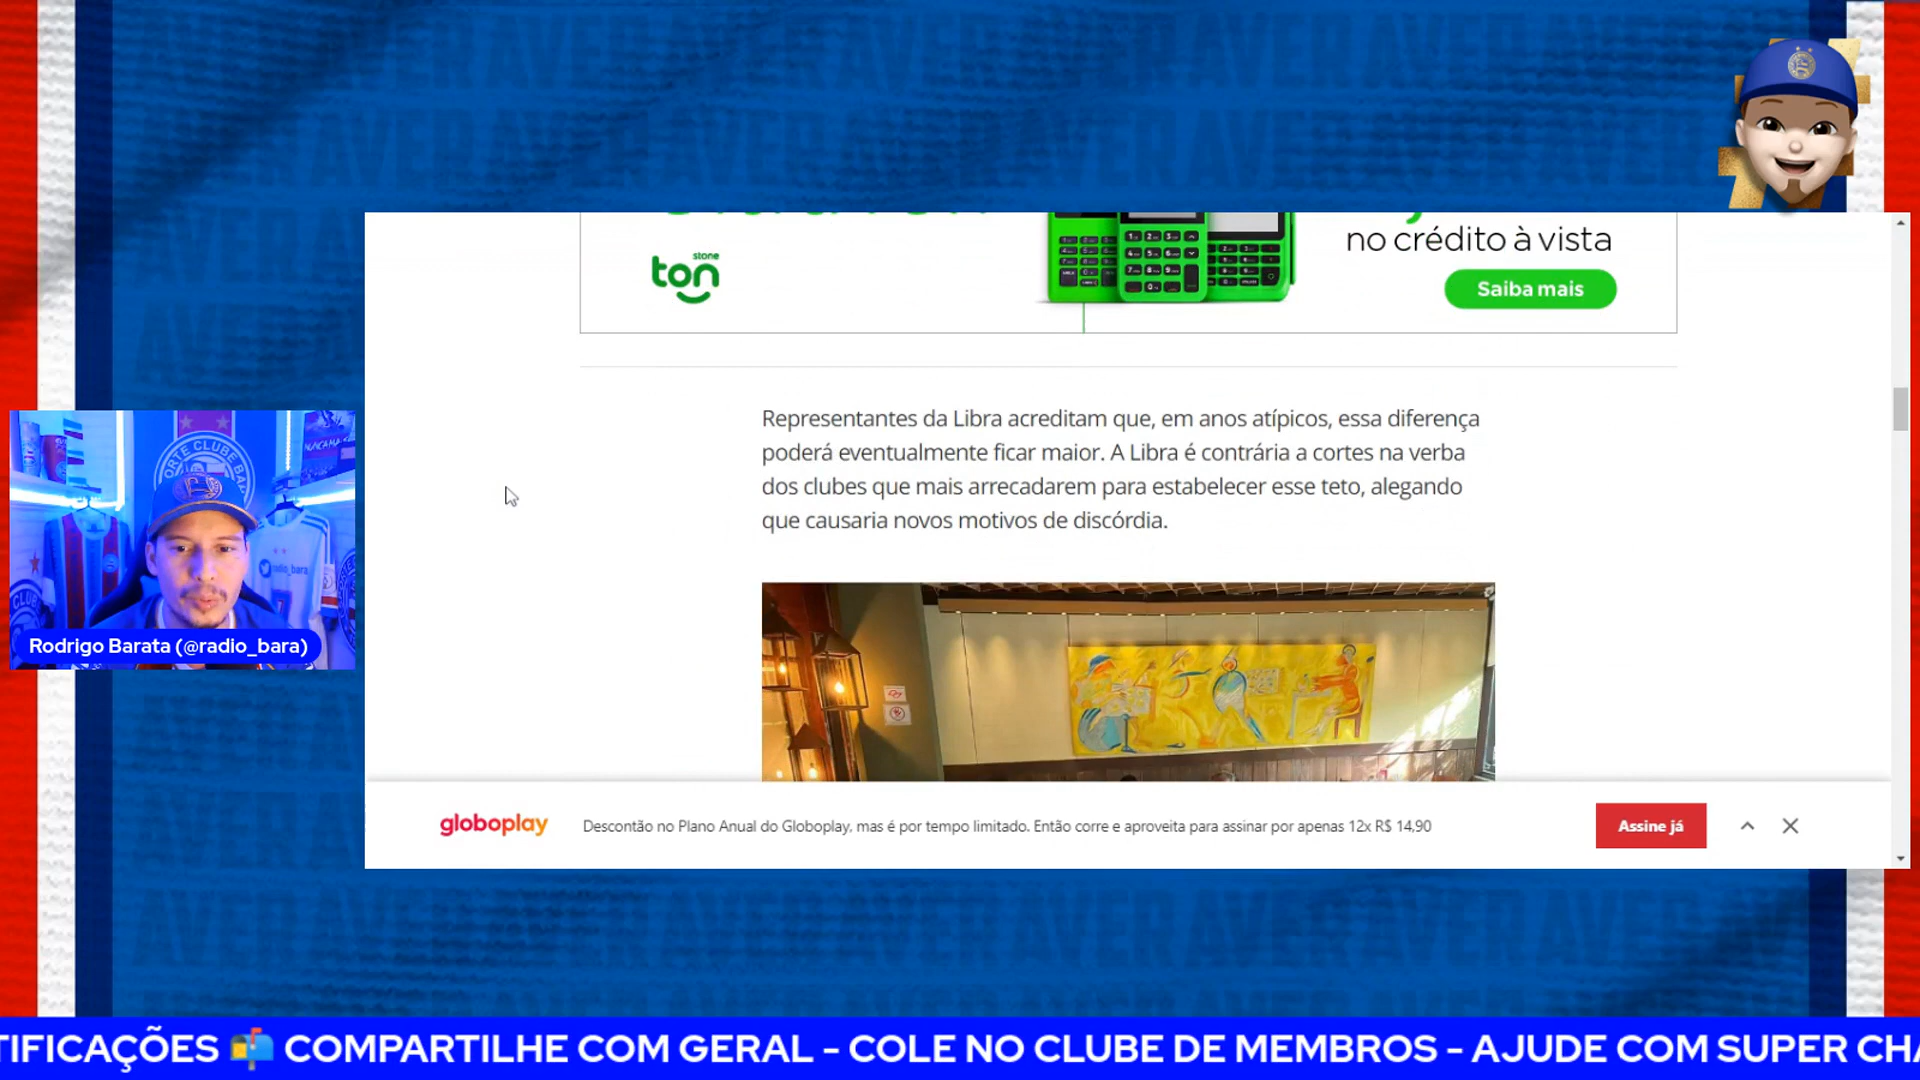 no crédito à vista
stone
ton
Saiba mais
Representantes da Libra acreditam que, em anos atípicos, essa diferença
poderá eventualmente ficar maior. A Libra é contrária a cortes na verba
dos clubes que mais arrecadarem para estabelecer esse teto, alegando
que causaria novos motivos de discórdia.
radio_bara
Rodrigo Barata (@radio_bara)
globoplay
Descontão no Plano Anual do Globoplay, mas é por tempo limitado. Então corre e aproveita para assinar por apenas 12x R$ 14,90
Assine já
TIFICAÇÕES 📬 COMPARTILHE COM GERAL - COLE NO CLUBE DE MEMBROS - AJUDE COM SUPER CHA